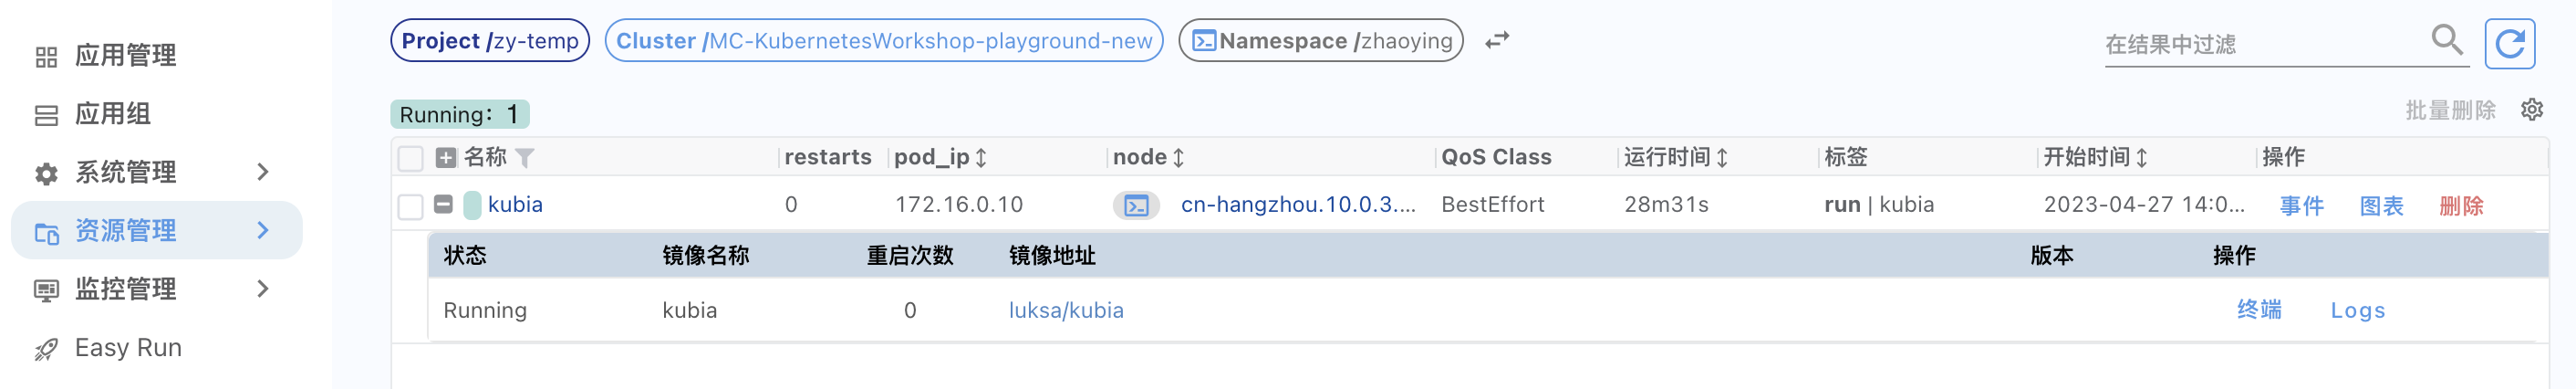 应用管理
应用组
系统管理
资源管理
监控管理
Easy Run
Project /zy-temp Cluster /MC-KubernetesWorkshop-playground-new Namespace /zhaoying 在结果中过滤
Running: 1 批量删除
名称 restarts pod_ip node QoS Class 运行时间 标签 开始时间 操作
kubia 0 172.16.0.10 cn-hangzhou.10.0.3.... BestEffort 28m31s run | kubia 2023-04-27 14:0... 事件 图表 删除
状态 镜像名称 重启次数 镜像地址 版本 操作
Running kubia 0 luksa/kubia 终端 Logs